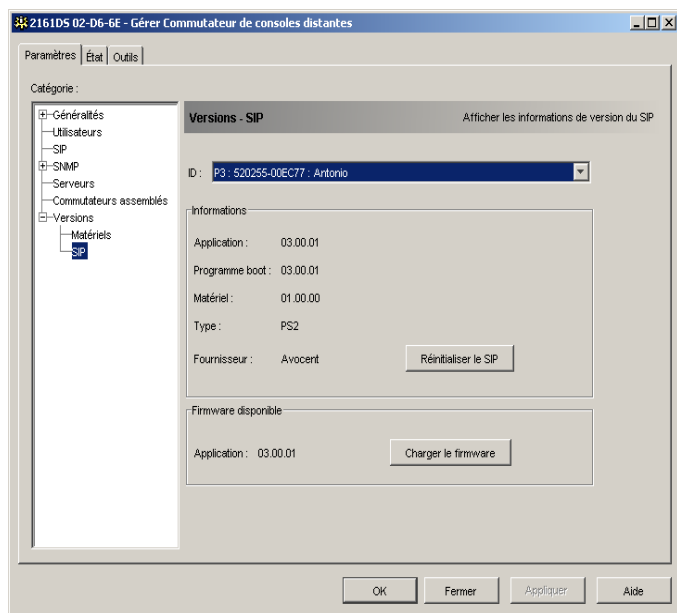 2161DS 02-D6-6E - Gérer Commutateur de consoles distantes
Paramètres État Outils
Catégorie :
Généralités
Utilisateurs
SIP
SNMP
Serveurs
Commutateurs assemblés
Versions
Matériels
SIP
Versions - SIP
Afficher les informations de version du SIP
ID : P3 : 520255-00EC77 : Antonio
Informations
Application : 03.00.01
Programme boot : 03.00.01
Matériel : 01.00.00
Type : PS2
Fournisseur : Avocent
Réinitialiser le SIP
Firmware disponible
Application : 03.00.01
Charger le firmware
OK Fermer Appliquer Aide